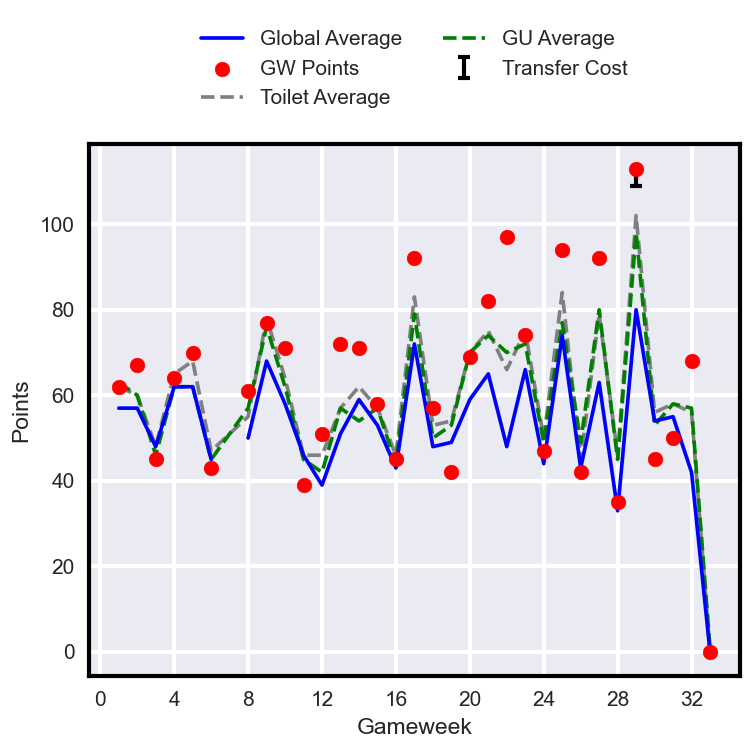 Global Average
GW Points
Toilet Average
GU Average
Transfer Cost
Points
100
80
60
40
20
0
0 4 8 12 16 20 24 28 32
Gameweek